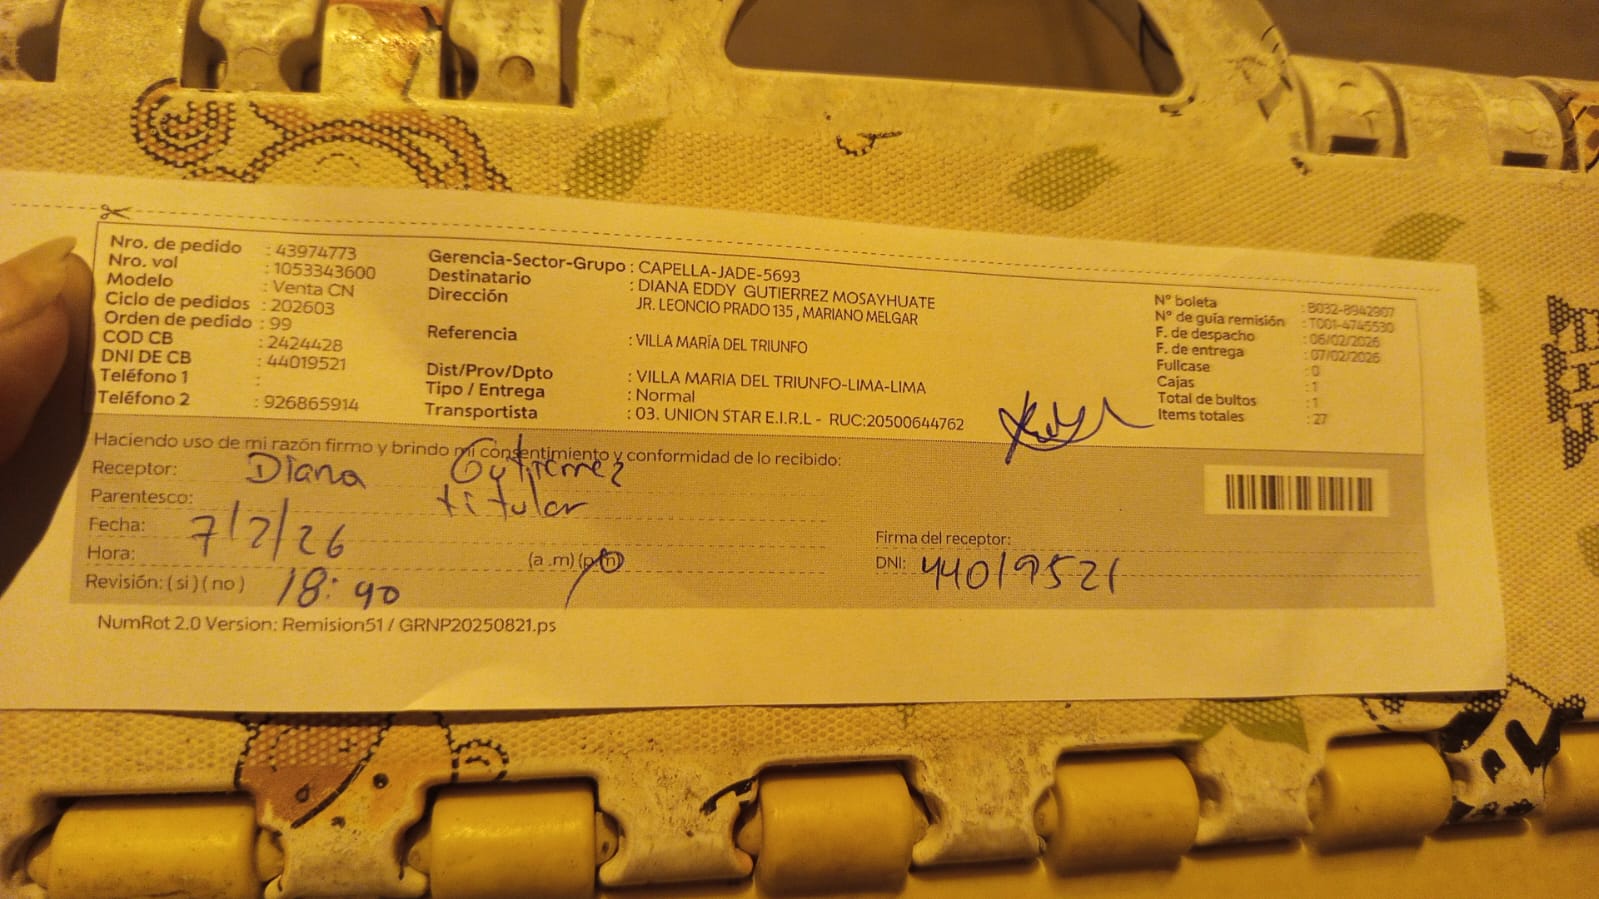 Nro. de pedido : 43974773
Nro. vol : 1053343600
Modelo : Venta CN
Ciclo de pedidos : 202603
Orden de pedido : 99
COD CB : 2424428
DNI DE CB : 44019521
Teléfono 1 :
Teléfono 2 : 926865914
Gerencia-Sector-Grupo : CAPELLA-JADE-5693
Destinatario : DIANA EDDY GUTIERREZ MOSAYHUATE
Dirección JR. LEONCIO PRADO 135 , MARIANO MELGAR
Referencia : VILLA MARÍA DEL TRIUNFO
Dist/Prov/Dpto : VILLA MARIA DEL TRIUNFO-LIMA-LIMA
Tipo / Entrega : Normal
Transportista : 03. UNION STAR E.I.R.L - RUC:20500644762
N° boleta : B032-8942907
N° de guía remisión : T001-4745530
F. de despacho : 06/02/2026
F. de entrega : 07/02/2026
Fullcase : 0
Cajas : 1
Total de bultos : 1
Items totales : 27
Haciendo uso de mi razón firmo y brindo mi consentimiento y conformidad de lo recibido:
Receptor: Diana Gutierrez
Parentesco: titular
Fecha: 7/2/26
Hora: (a .m) (p.m)
Revisión: ( si ) ( no ) 18:40
Firma del receptor:
DNI: 44019521
NumRot 2.0 Version: Remision51 / GRNP20250821.ps